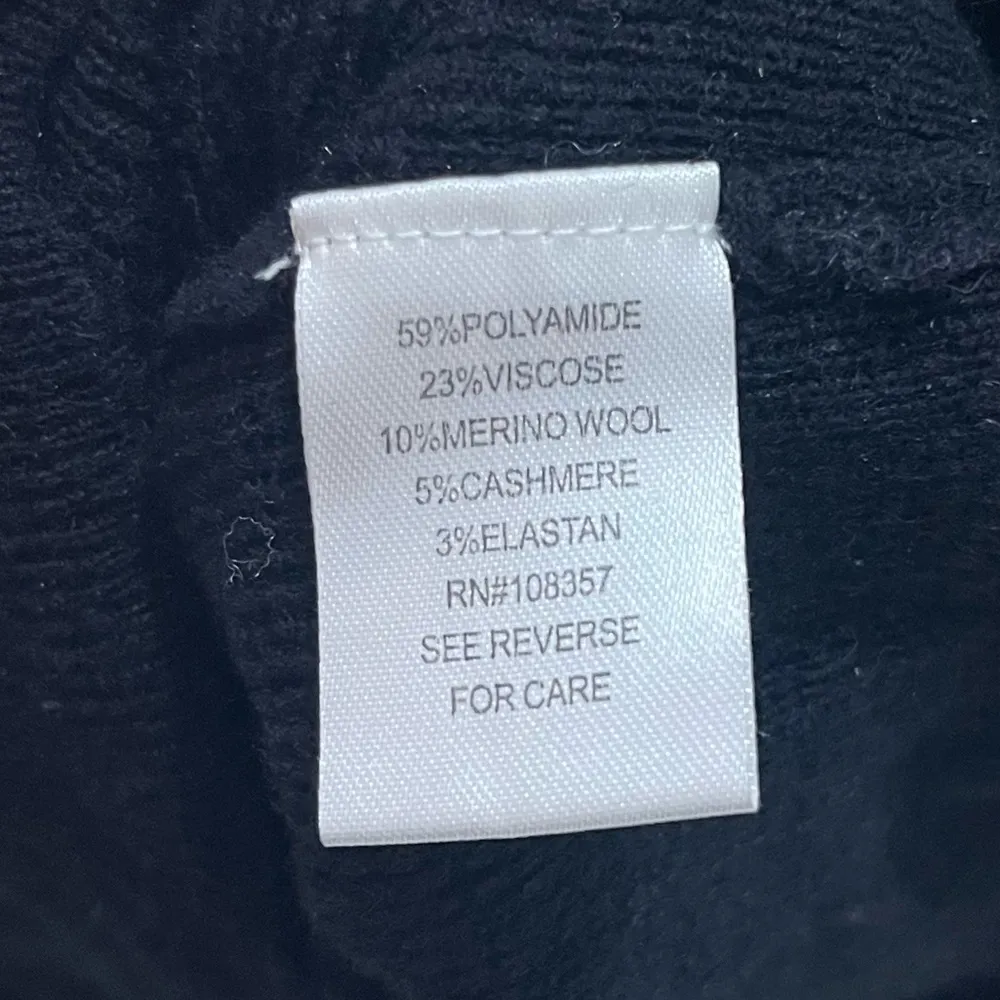 59%POLYAMIDE
23%VISCOSE
10%MERINO WOOL
5%CASHMERE
3%ELASTAN
RN#108357
SEE REVERSE
FOR CARE